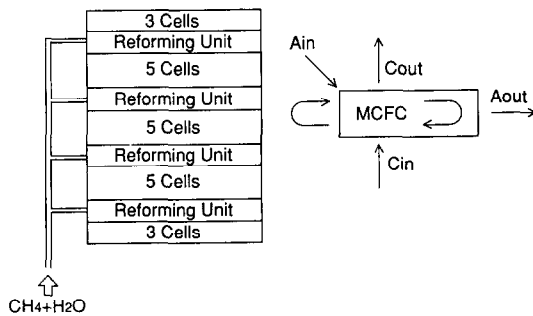 3 Cells
Reforming Unit
5 Cells
Reforming Unit
5 Cells
Reforming Unit
5 Cells
Reforming Unit
3 Cells
CH4+H2O
Ain
Cout
MCFC
Aout
Cin